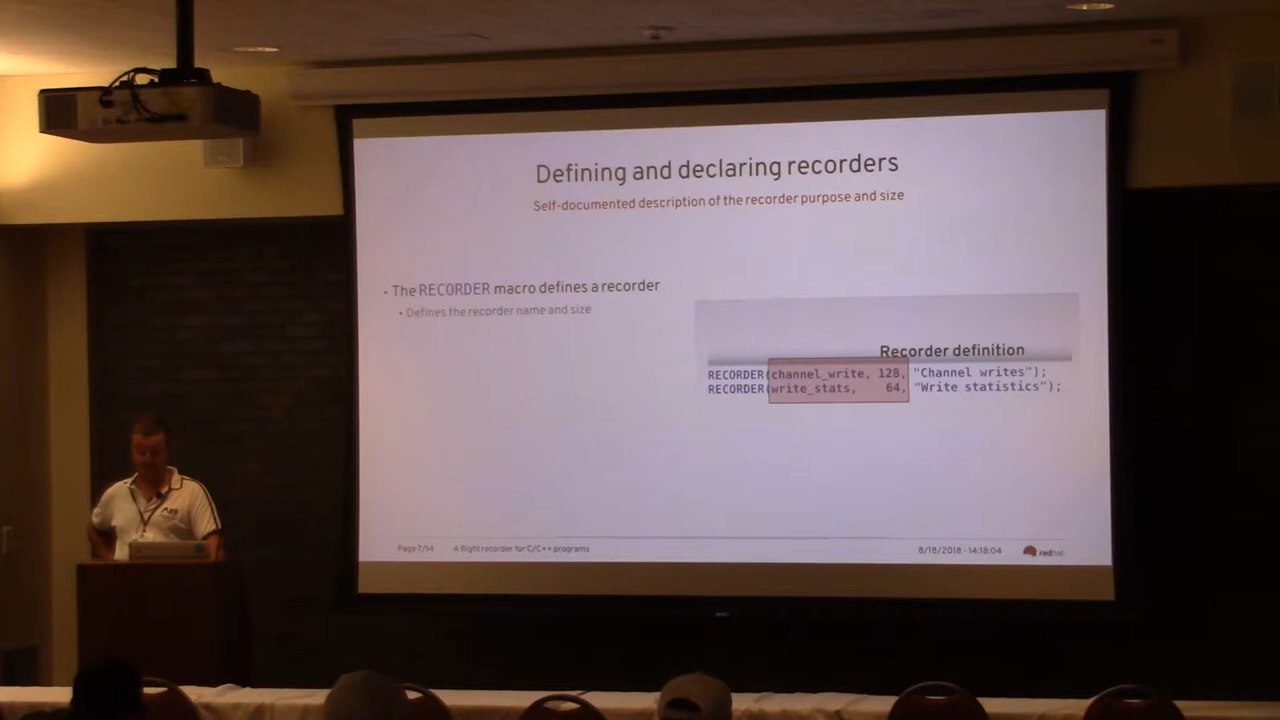 Defining and declaring recorders
Self-documented description of the recorder purpose and size
• The RECORDER macro defines a recorder
• Defines the recorder name and size
Recorder definition
RECORDER(channel_write, 128, "Channel writes");
RECORDER(write_stats, 64, "Write statistics");
Page 7/14 A flight recorder for C/C++ programs 8/18/2018 - 14:18:04 redhat